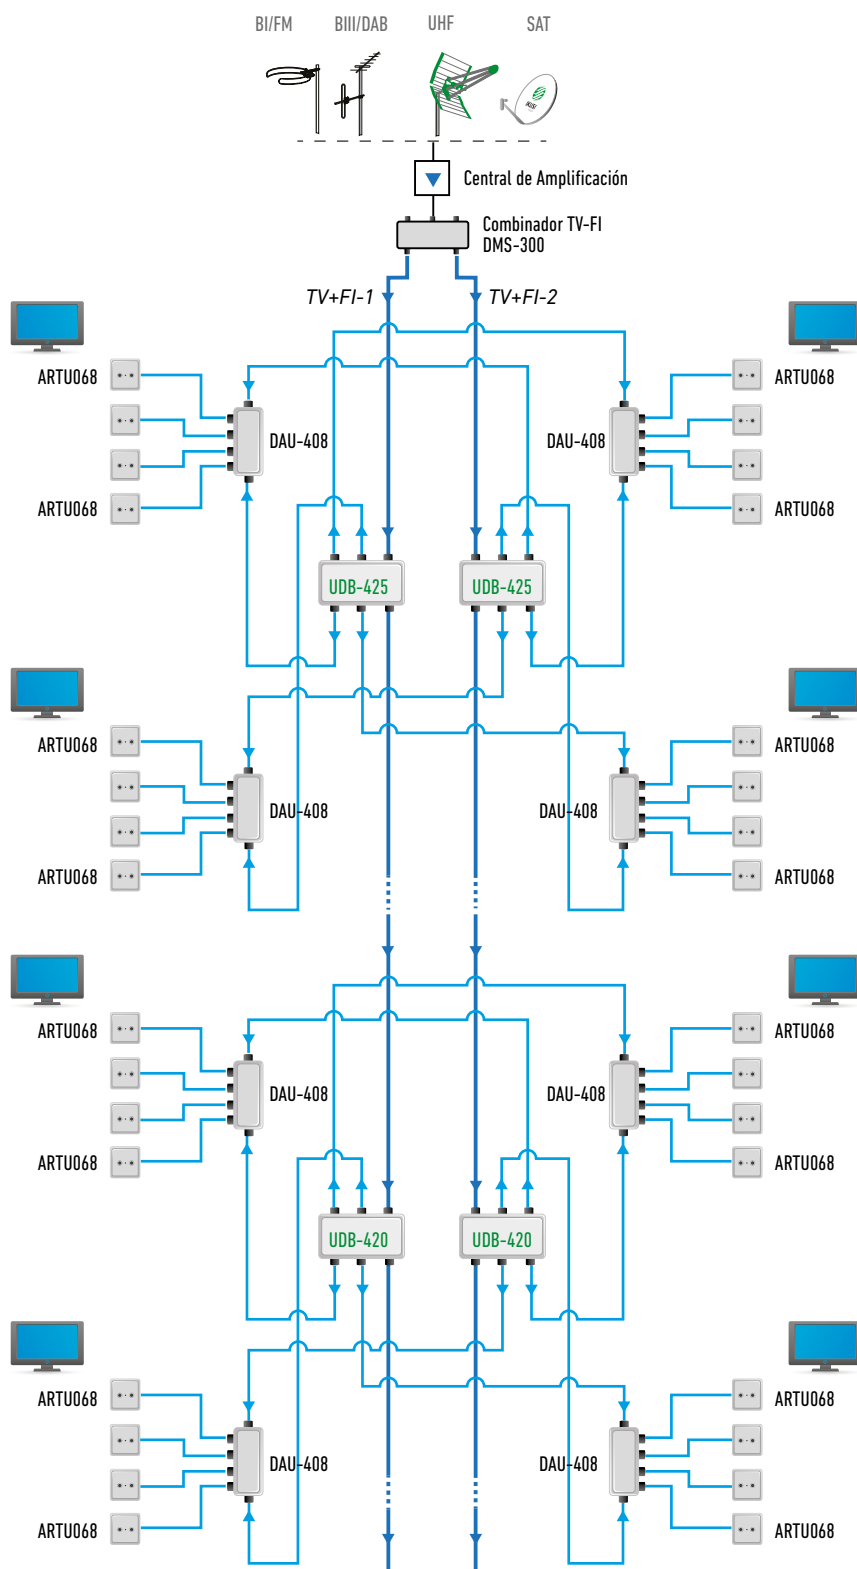 BI/FM BIII/DAB UHF SAT
IKUSI
Central de Amplificación
Combinador TV-FI
DMS-300
TV+FI-1 TV+FI-2
ARTU068 ARTU068
DAU-408 DAU-408
ARTU068 ARTU068
UDB-425 UDB-425
ARTU068 ARTU068
DAU-408 DAU-408
ARTU068 ARTU068
ARTU068 ARTU068
DAU-408 DAU-408
ARTU068 ARTU068
UDB-420 UDB-420
ARTU068 ARTU068
DAU-408 DAU-408
ARTU068 ARTU068